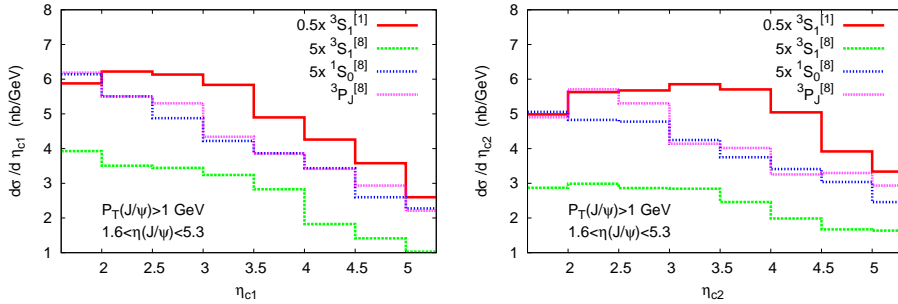 dσ/d η_c1 (nb/GeV)
8
7
6
5
4
3
2
1
0.5x ³S₁^[1]
5x ³S₁^[8]
5x ¹S₀^[8]
³P_J^[8]
P_T(J/ψ)>1 GeV
1.6<η(J/ψ)<5.3
2 2.5 3 3.5 4 4.5 5
η_c1
dσ/d η_c2 (nb/GeV)
8
7
6
5
4
3
2
1
0.5x ³S₁^[1]
5x ³S₁^[8]
5x ¹S₀^[8]
³P_J^[8]
P_T(J/ψ)>1 GeV
1.6<η(J/ψ)<5.3
2 2.5 3 3.5 4 4.5 5
η_c2